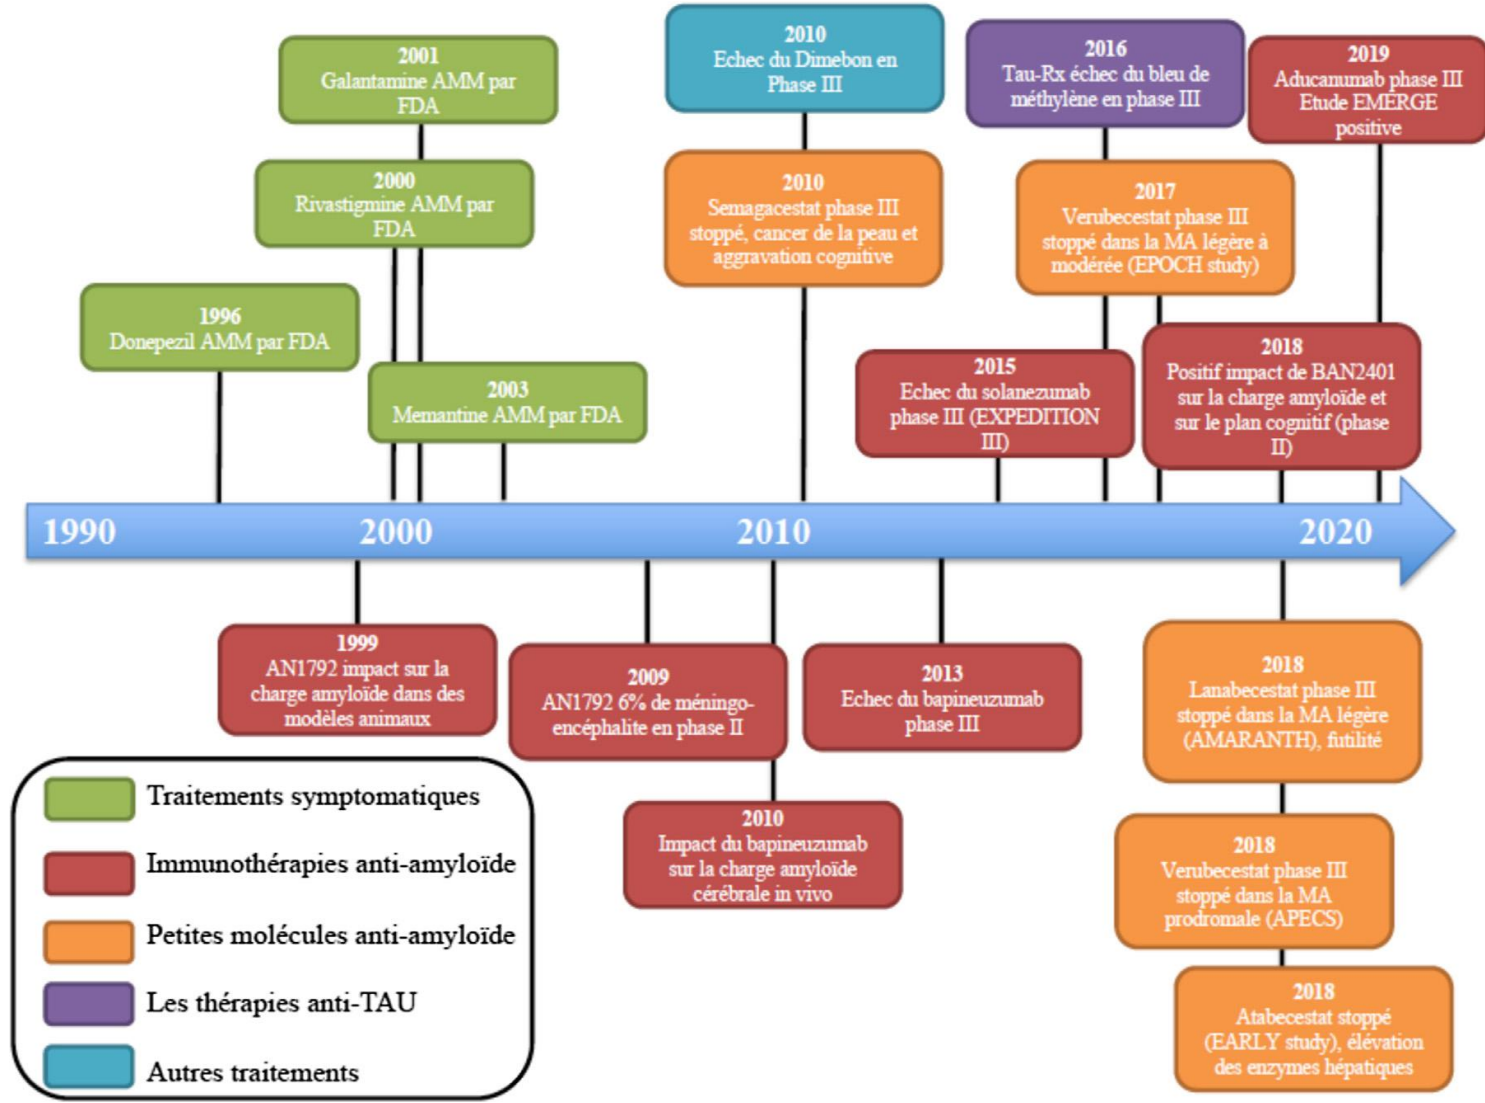 2001
Galantamine AMM par
FDA
2000
Rivastigmine AMM par
FDA
1996
Donepezil AMM par FDA
2003
Memantine AMM par FDA
2010
Echec du Dimebon en
Phase III
2010
Semagacestat phase III
stoppé, cancer de la peau et
aggravation cognitive
2016
Tau-Rx échec du bleu de
méthylène en phase III
2019
Aducanumab phase III
Etude EMERGE
positive
2017
Verubecestat phase III
stoppé dans la MA légère à
modérée (EPOCH study)
2015
Echec du solanezumab
phase III (EXPEDITION
III)
2018
Positif impact de BAN2401
sur la charge amyloïde et
sur le plan cognitif (phase
II)
1990 2000 2010 2020
1999
AN1792 impact sur la
charge amyloïde dans des
modèles animaux
2009
AN1792 6% de méningo-
encéphalite en phase II
2010
Impact du bapineuzumab
sur la charge amyloïde
cérébrale in vivo
2013
Echec du bapineuzumab
phase III
2018
Lanabecestat phase III
stoppé dans la MA légère
(AMARANTH), futilité
2018
Verubecestat phase III
stoppé dans la MA
prodromale (APECS)
2018
Atabecestat stoppé
(EARLY study), élévation
des enzymes hépatiques
Traitements symptomatiques
Immunothérapies anti-amyloïde
Petites molécules anti-amyloïde
Les thérapies anti-TAU
Autres traitements